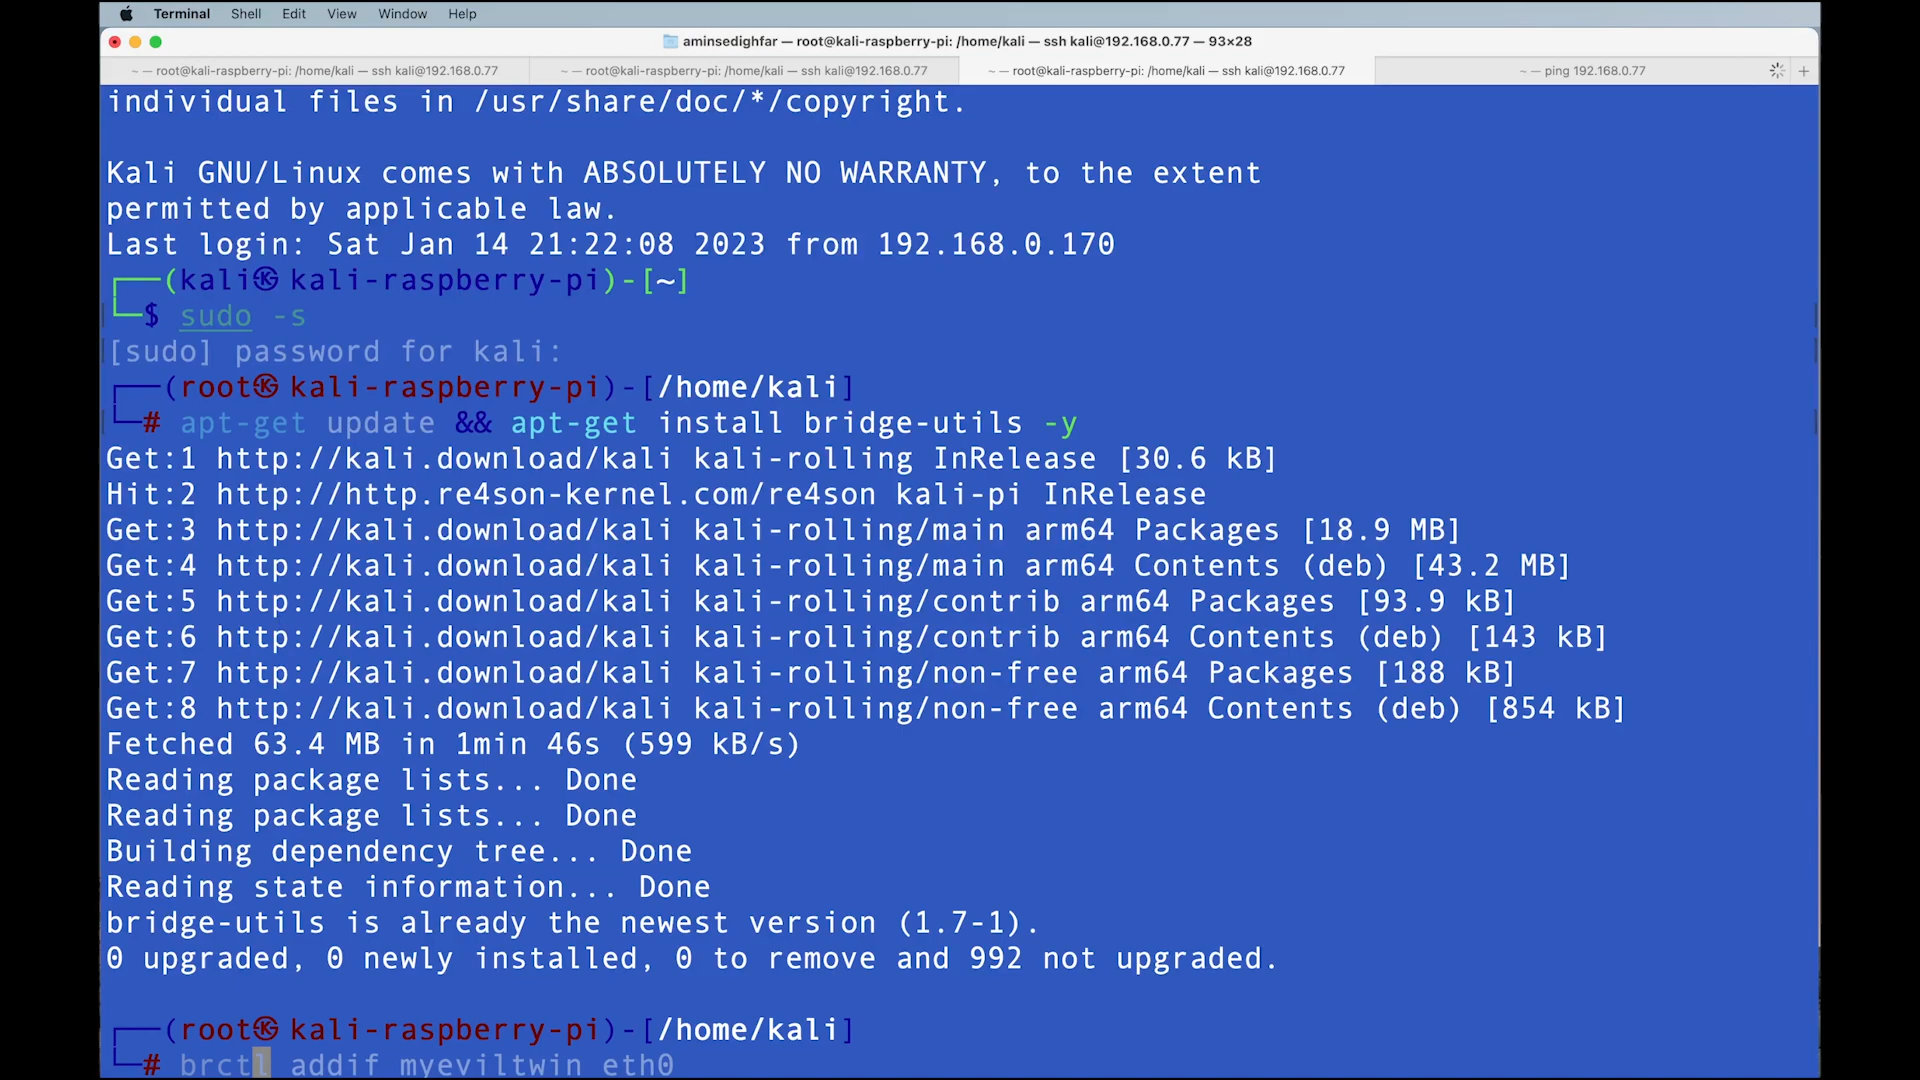 Terminal Shell Edit View Window Help
aminsedighfar — root@kali-raspberry-pi: /home/kali — ssh kali@192.168.0.77 — 93×28
~ — root@kali-raspberry-pi: /home/kali — ssh kali@192.168.0.77 ~ — root@kali-raspberry-pi: /home/kali — ssh kali@192.168.0.77 ~ — root@kali-raspberry-pi: /home/kali — ssh kali@192.168.0.77 ~ — ping 192.168.0.77 +
individual files in /usr/share/doc/*/copyright.
Kali GNU/Linux comes with ABSOLUTELY NO WARRANTY, to the extent
permitted by applicable law.
Last login: Sat Jan 14 21:22:08 2023 from 192.168.0.170
┌──(kali㉿kali-raspberry-pi)-[~]
└─$ sudo -s
[sudo] password for kali:
┌──(root㉿kali-raspberry-pi)-[/home/kali]
└─# apt-get update && apt-get install bridge-utils -y
Get:1 http://kali.download/kali kali-rolling InRelease [30.6 kB]
Hit:2 http://http.re4son-kernel.com/re4son kali-pi InRelease
Get:3 http://kali.download/kali kali-rolling/main arm64 Packages [18.9 MB]
Get:4 http://kali.download/kali kali-rolling/main arm64 Contents (deb) [43.2 MB]
Get:5 http://kali.download/kali kali-rolling/contrib arm64 Packages [93.9 kB]
Get:6 http://kali.download/kali kali-rolling/contrib arm64 Contents (deb) [143 kB]
Get:7 http://kali.download/kali kali-rolling/non-free arm64 Packages [188 kB]
Get:8 http://kali.download/kali kali-rolling/non-free arm64 Contents (deb) [854 kB]
Fetched 63.4 MB in 1min 46s (599 kB/s)
Reading package lists... Done
Reading package lists... Done
Building dependency tree... Done
Reading state information... Done
bridge-utils is already the newest version (1.7-1).
0 upgraded, 0 newly installed, 0 to remove and 992 not upgraded.
┌──(root㉿kali-raspberry-pi)-[/home/kali]
└─# brctl addif myeviltwin eth0